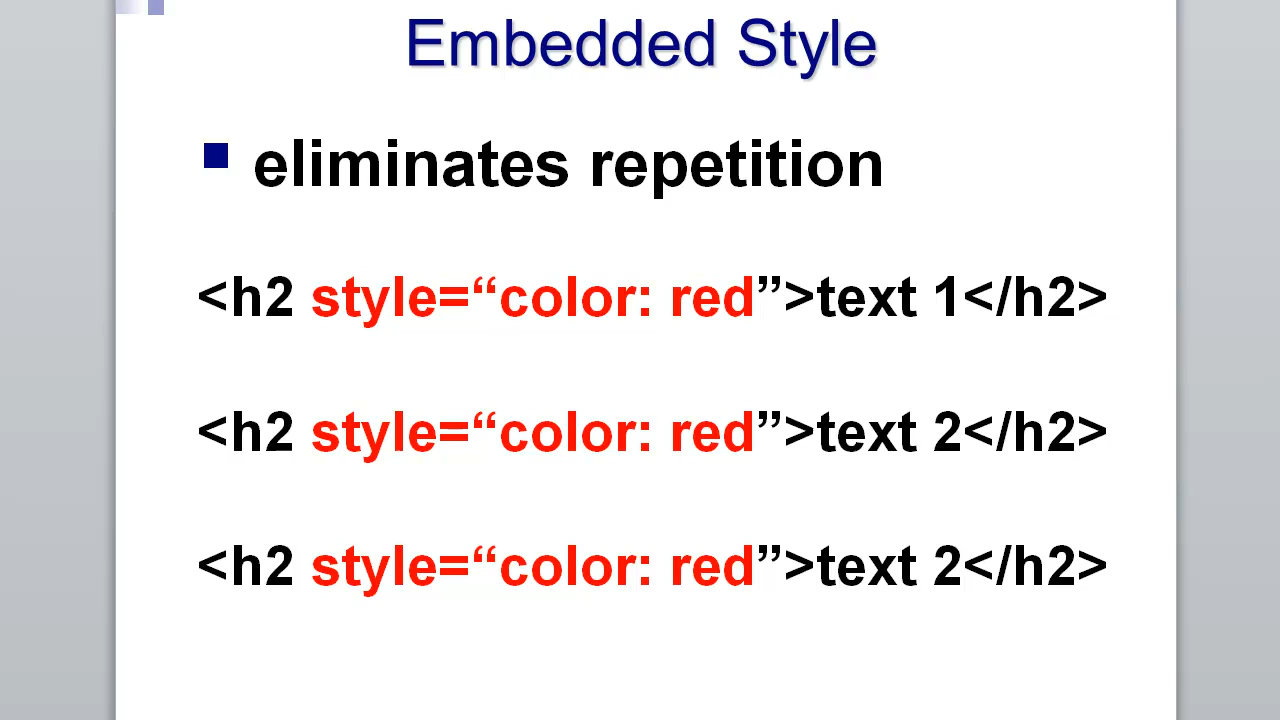 Embedded Style
eliminates repetition
<h2 style=“color: red”>text 1</h2>
<h2 style=“color: red”>text 2</h2>
<h2 style=“color: red”>text 2</h2>